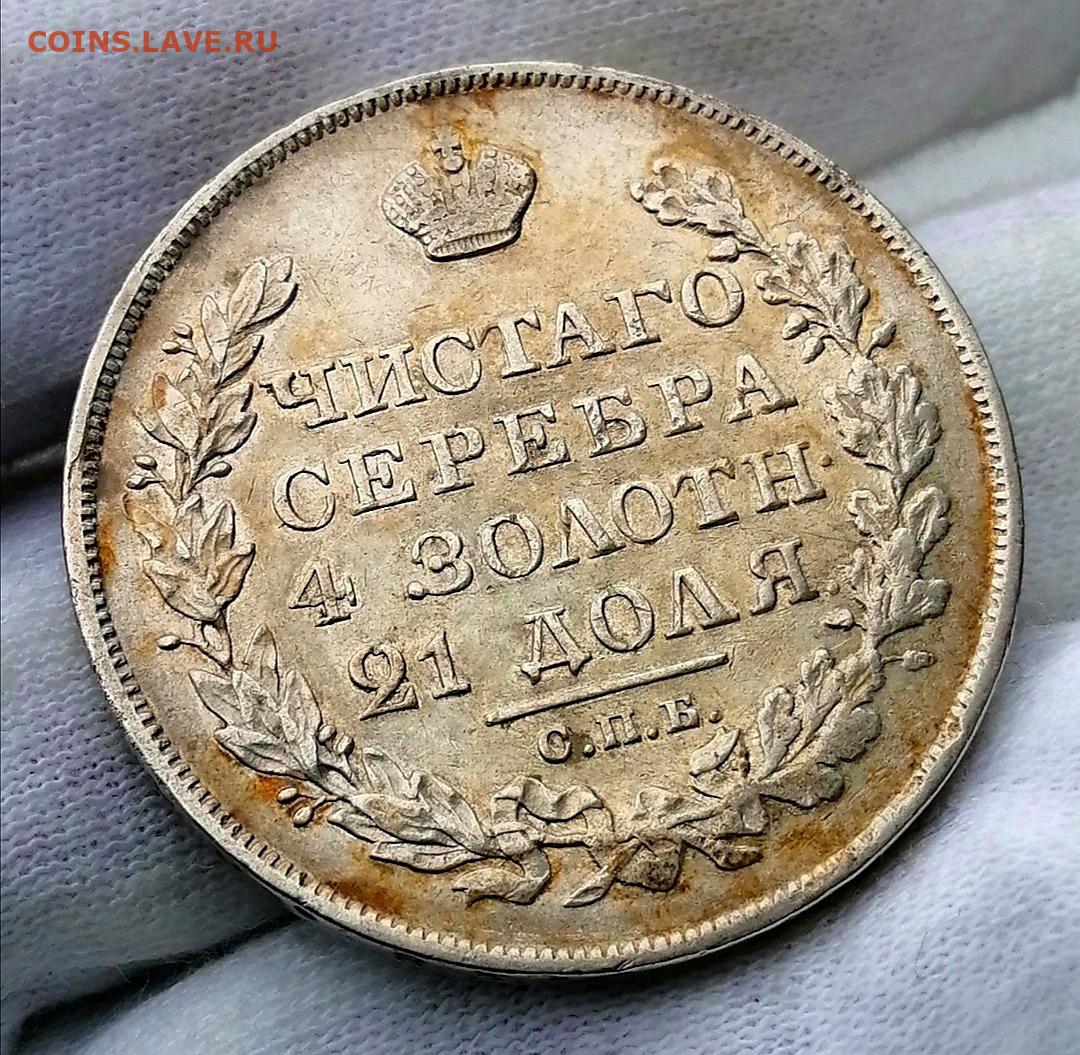 COINS.LAVE.RU
ЧИСТАГО
СЕРЕБРА
4 ЗОЛОТН.
21 ДОЛЯ.
С.П.Б.